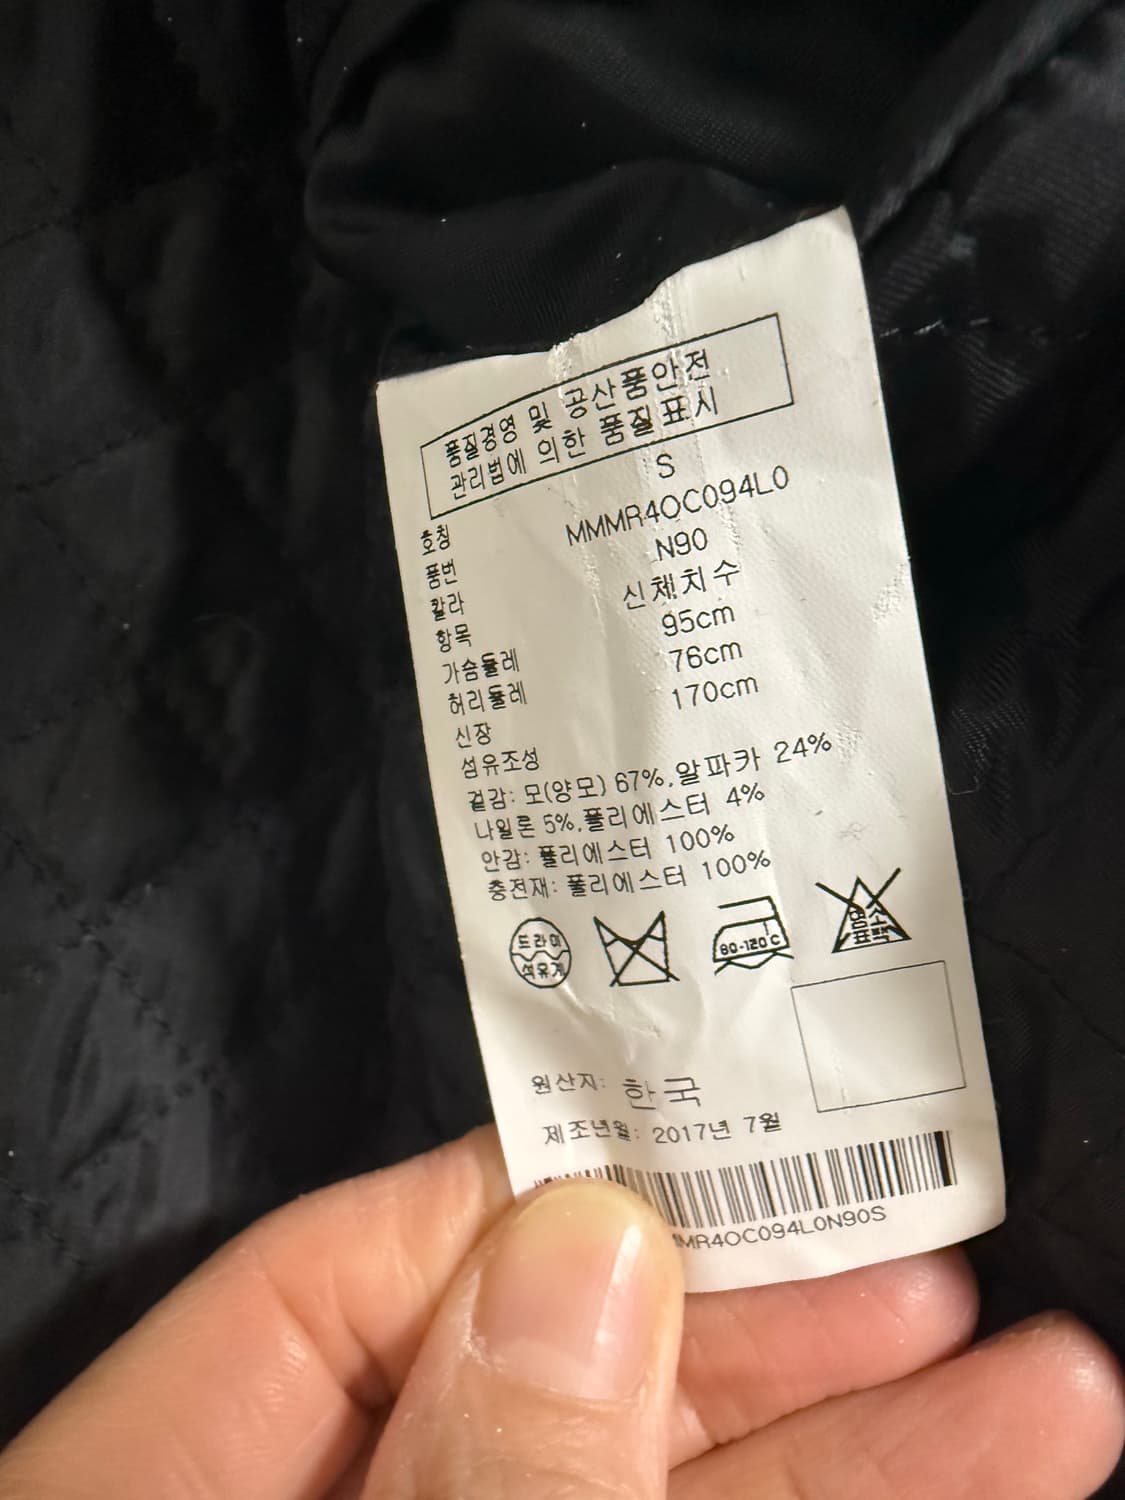 품질경영 및 공산품안전
관리법에 의한 품질표시
호칭 S
품번 MMMR4OC094L0
칼라 N90
항목 신체치수
가슴둘레 95cm
허리둘레 76cm
신장 170cm
섬유조성
겉감: 모(양모) 67%,알파카 24%
나일론 5%,폴리에스터 4%
안감: 폴리에스터 100%
충전재: 폴리에스터 100%
드라이
석유계
80-120℃
염소
표백
원산지: 한국
제조년월: 2017년 7월
MMR4OC094L0N90S